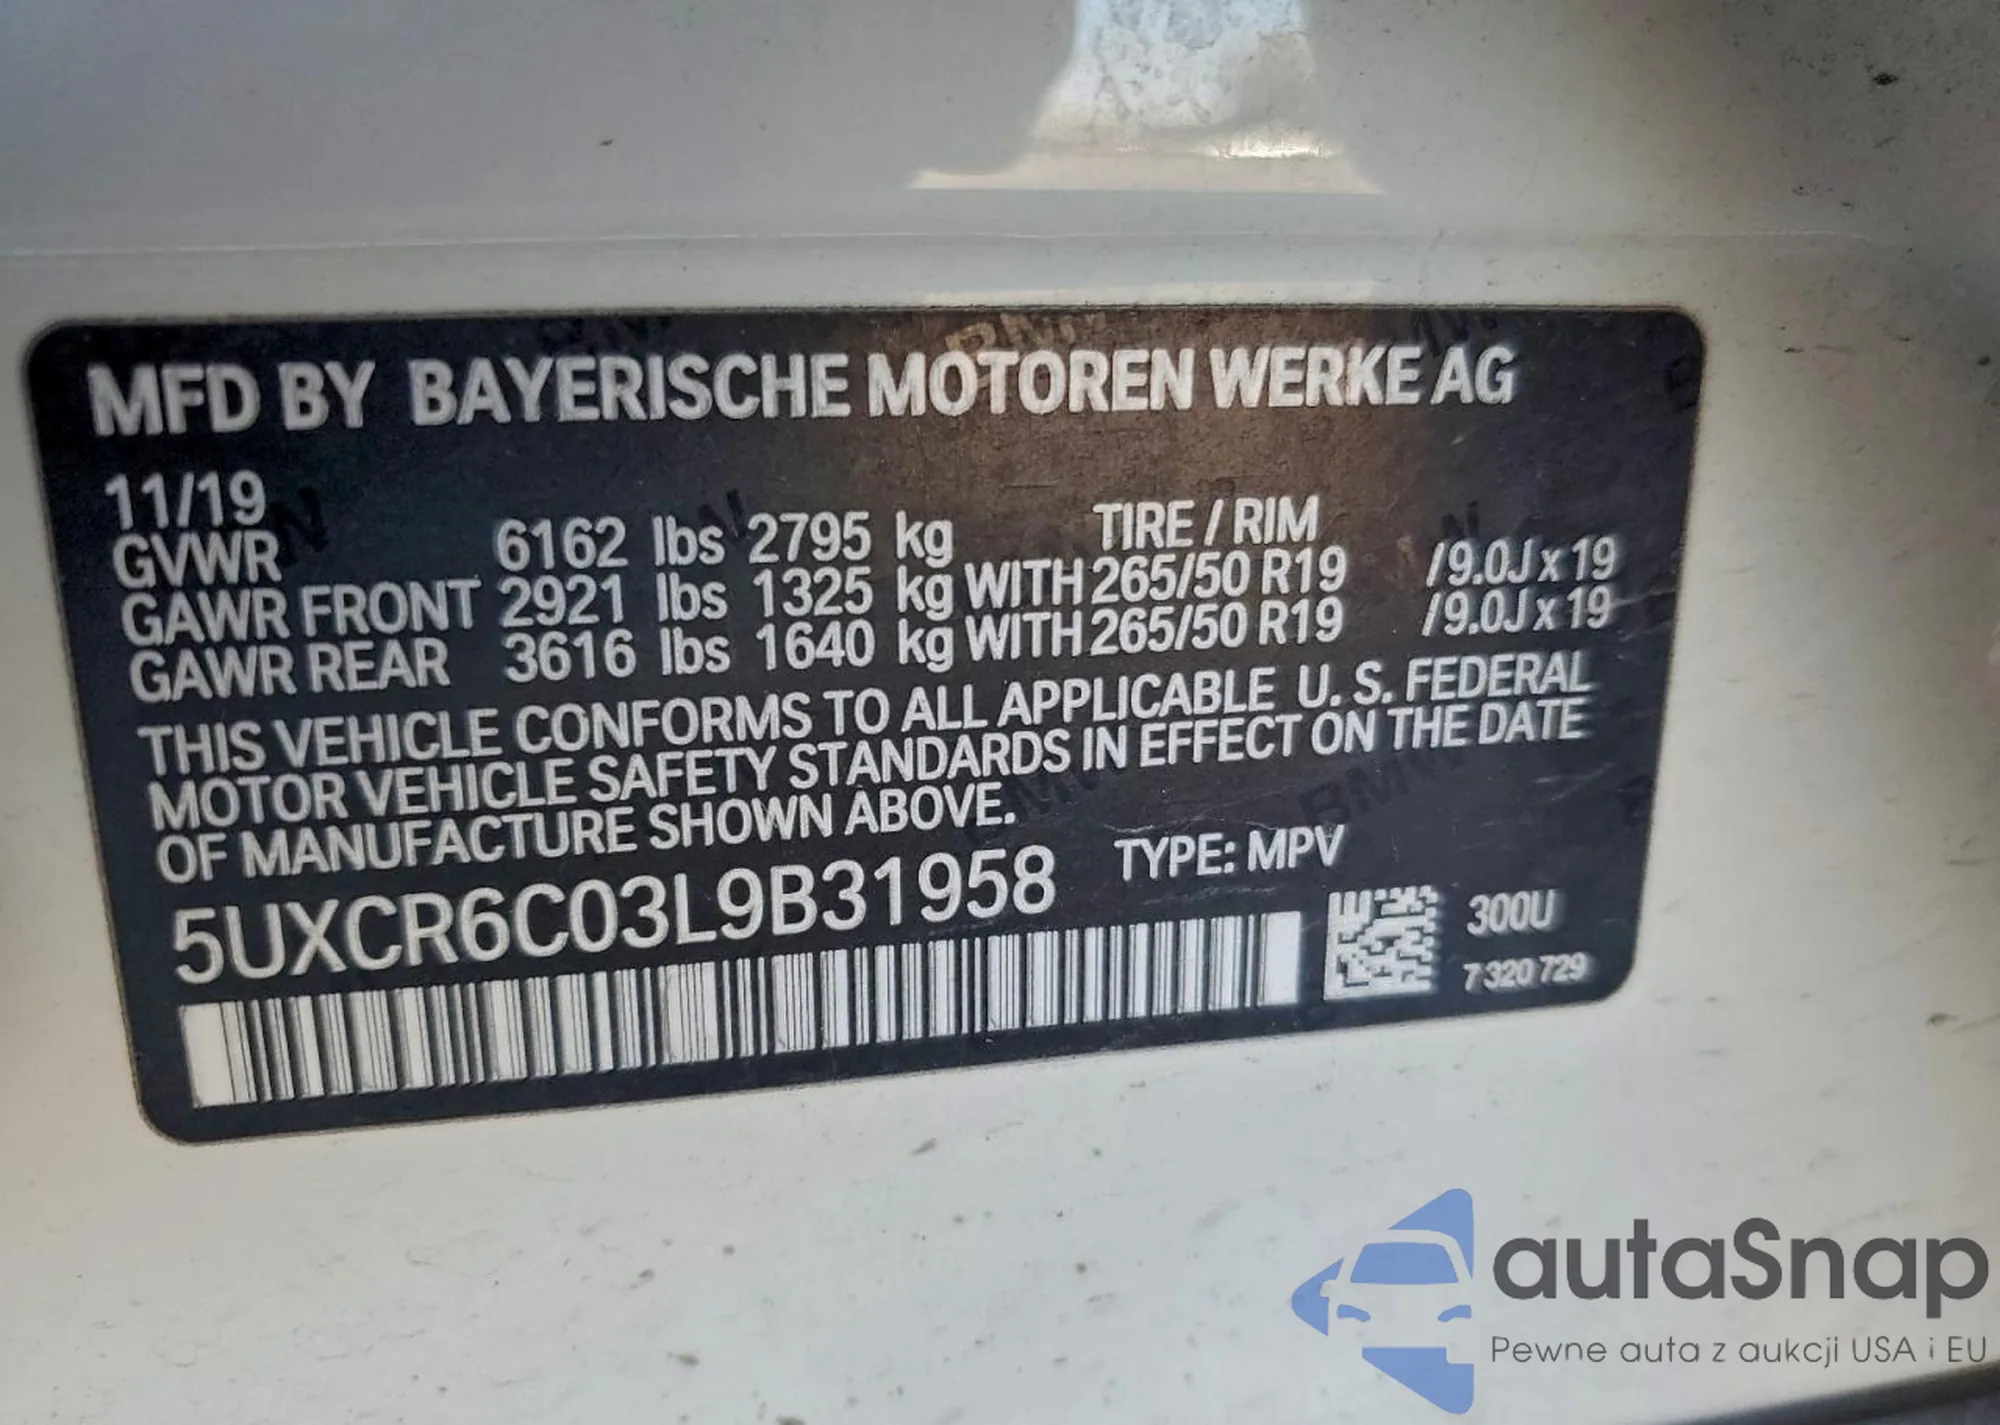 MFD BY BAYERISCHE MOTOREN WERKE AG
11/19
TIRE / RIM
GVWR 6162 lbs 2795 kg
GAWR FRONT 2921 lbs 1325 kg WITH 265/50 R19 /9.0J x 19
GAWR REAR 3616 lbs 1640 kg WITH 265/50 R19 /9.0J x 19
THIS VEHICLE CONFORMS TO ALL APPLICABLE U. S. FEDERAL
MOTOR VEHICLE SAFETY STANDARDS IN EFFECT ON THE DATE
OF MANUFACTURE SHOWN ABOVE.
5UXCR6C03L9B31958 TYPE: MPV
300U
7 320 729
autaSnap
Pewne auta z aukcji USA i EU